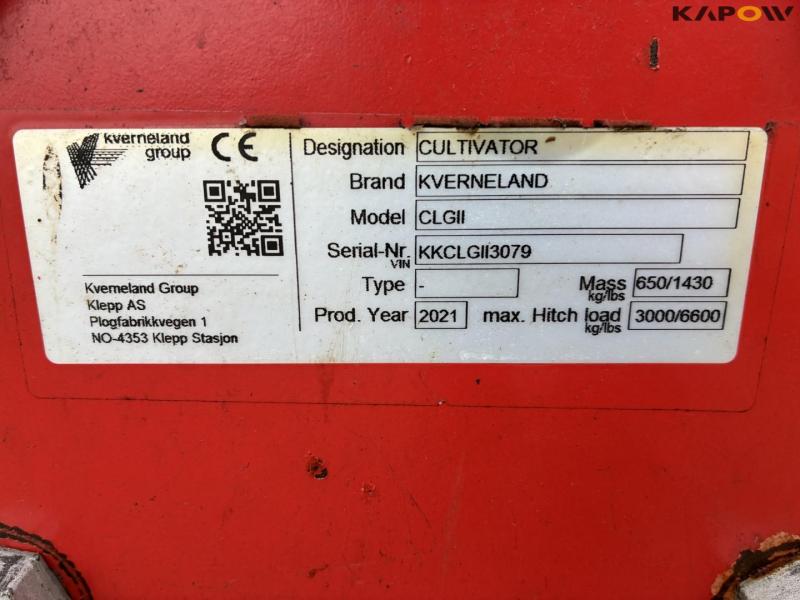 KAPOW
kverneland
group
CE
Kverneland Group
Klepp AS
Plogfabrikkvegen 1
NO-4353 Klepp Stasjon
Designation CULTIVATOR
Brand KVERNELAND
Model CLGII
Serial-Nr. KKCLGII3079
VIN
Type - Mass 650/1430
kg/lbs
Prod. Year 2021 max. Hitch load 3000/6600
kg/lbs